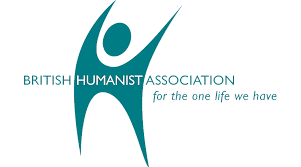 BRITISH HUMANIST ASSOCIATION
for the one life we have